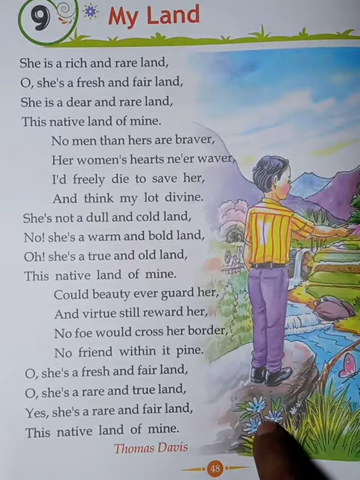 9
My Land
She is a rich and rare land,
O, she's a fresh and fair land,
She is a dear and rare land,
This native land of mine.
No men than hers are braver,
Her women's hearts ne'er waver,
I'd freely die to save her,
And think my lot divine.
She's not a dull and cold land,
No! she's a warm and bold land,
Oh! she's a true and old land,
This native land of mine.
Could beauty ever guard her,
And virtue still reward her,
No foe would cross her border,
No friend within it pine.
O, she's a fresh and fair land,
O, she's a rare and true land,
Yes, she's a rare and fair land,
This native land of mine.
Thomas Davis
48